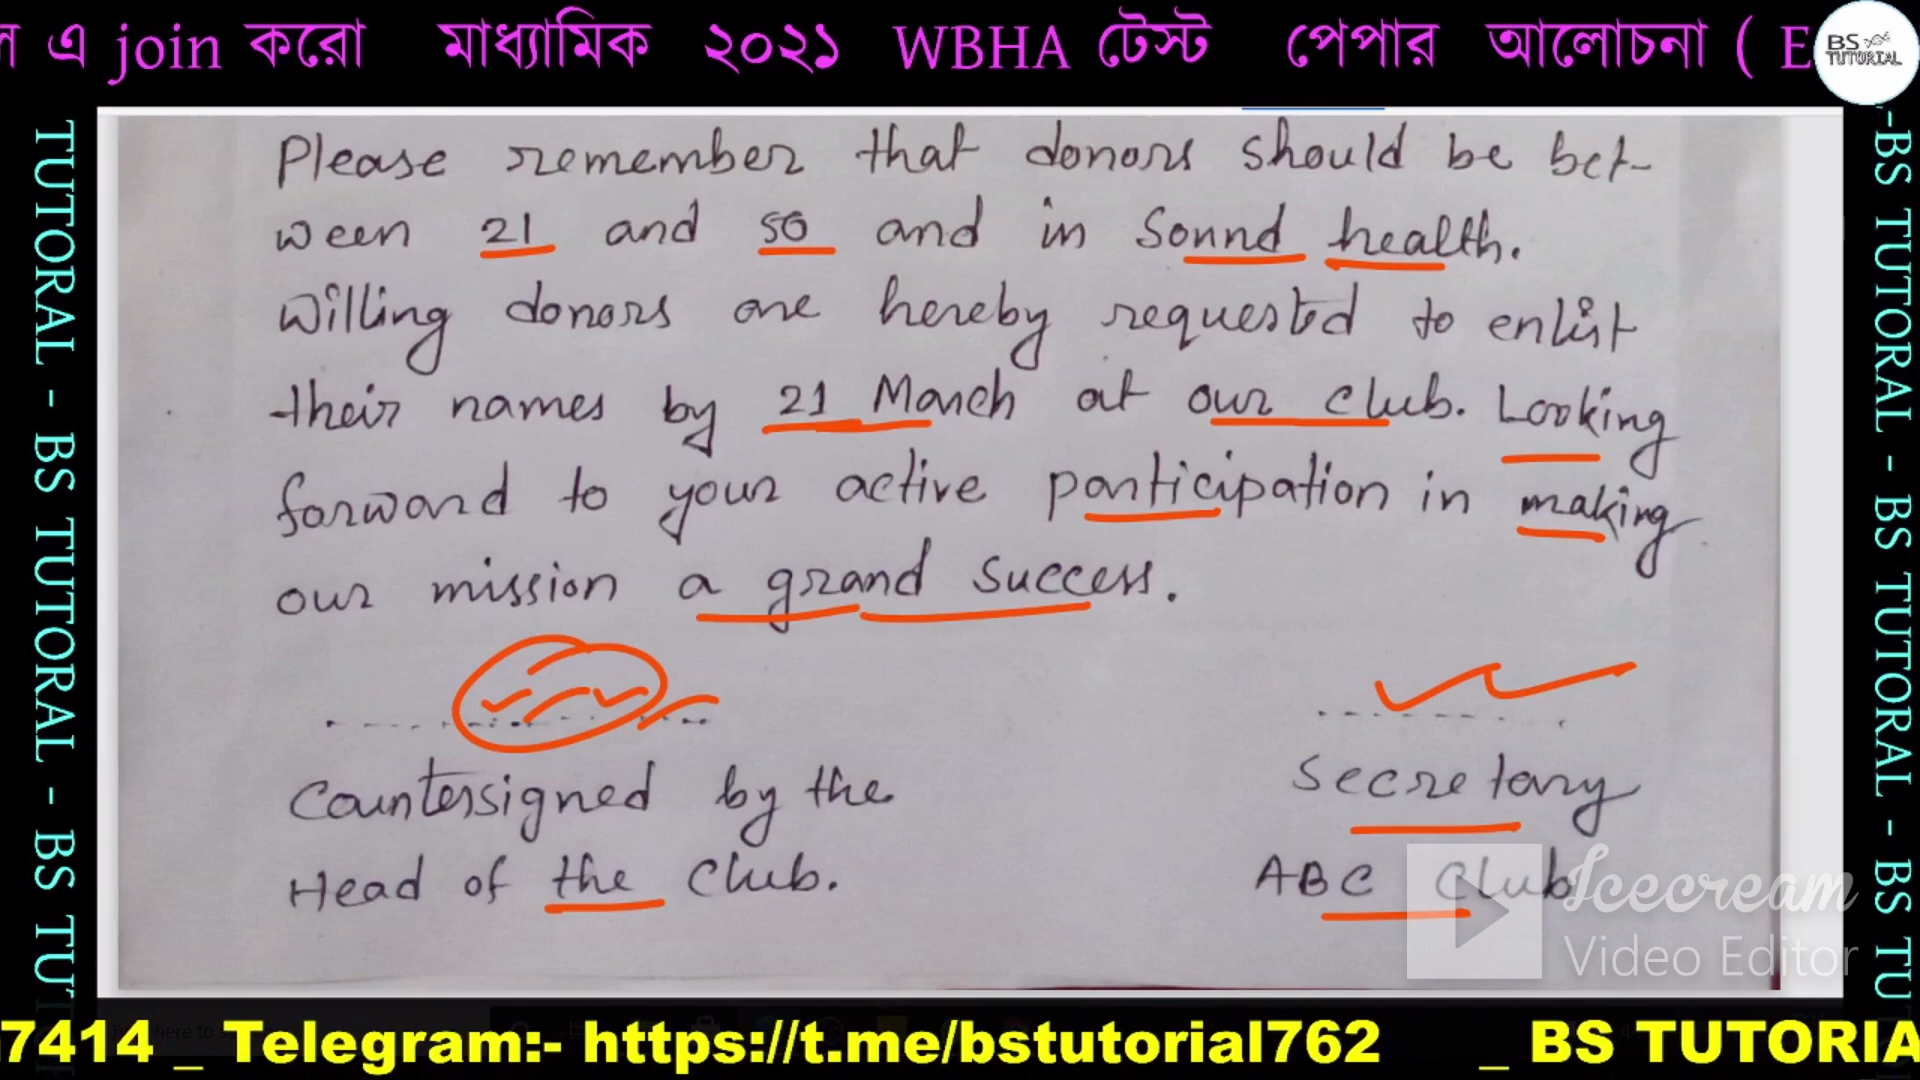 ল এ join করো মাধ্যামিক ২০২১ WBHA টেস্ট পেপার আলোচনা ( E
BS
TUTORIAL
TUTORAL - BS TUTORAL - BS TUT
Please remember that donors should be bet-
ween 21 and 50 and in Sound health.
Willing donors are hereby requested to enlist
their names by 21 March at our club. Looking
forward to your active participation in making
our mission a grand success.
Countersigned by the
Head of the Club.
Secretary
ABC Club
Icecream
Video Editor
-BS TUTORAL - BS TUTORAL - BS TU
7414 _ Telegram:- https://t.me/bstutorial762 _ BS TUTORIA